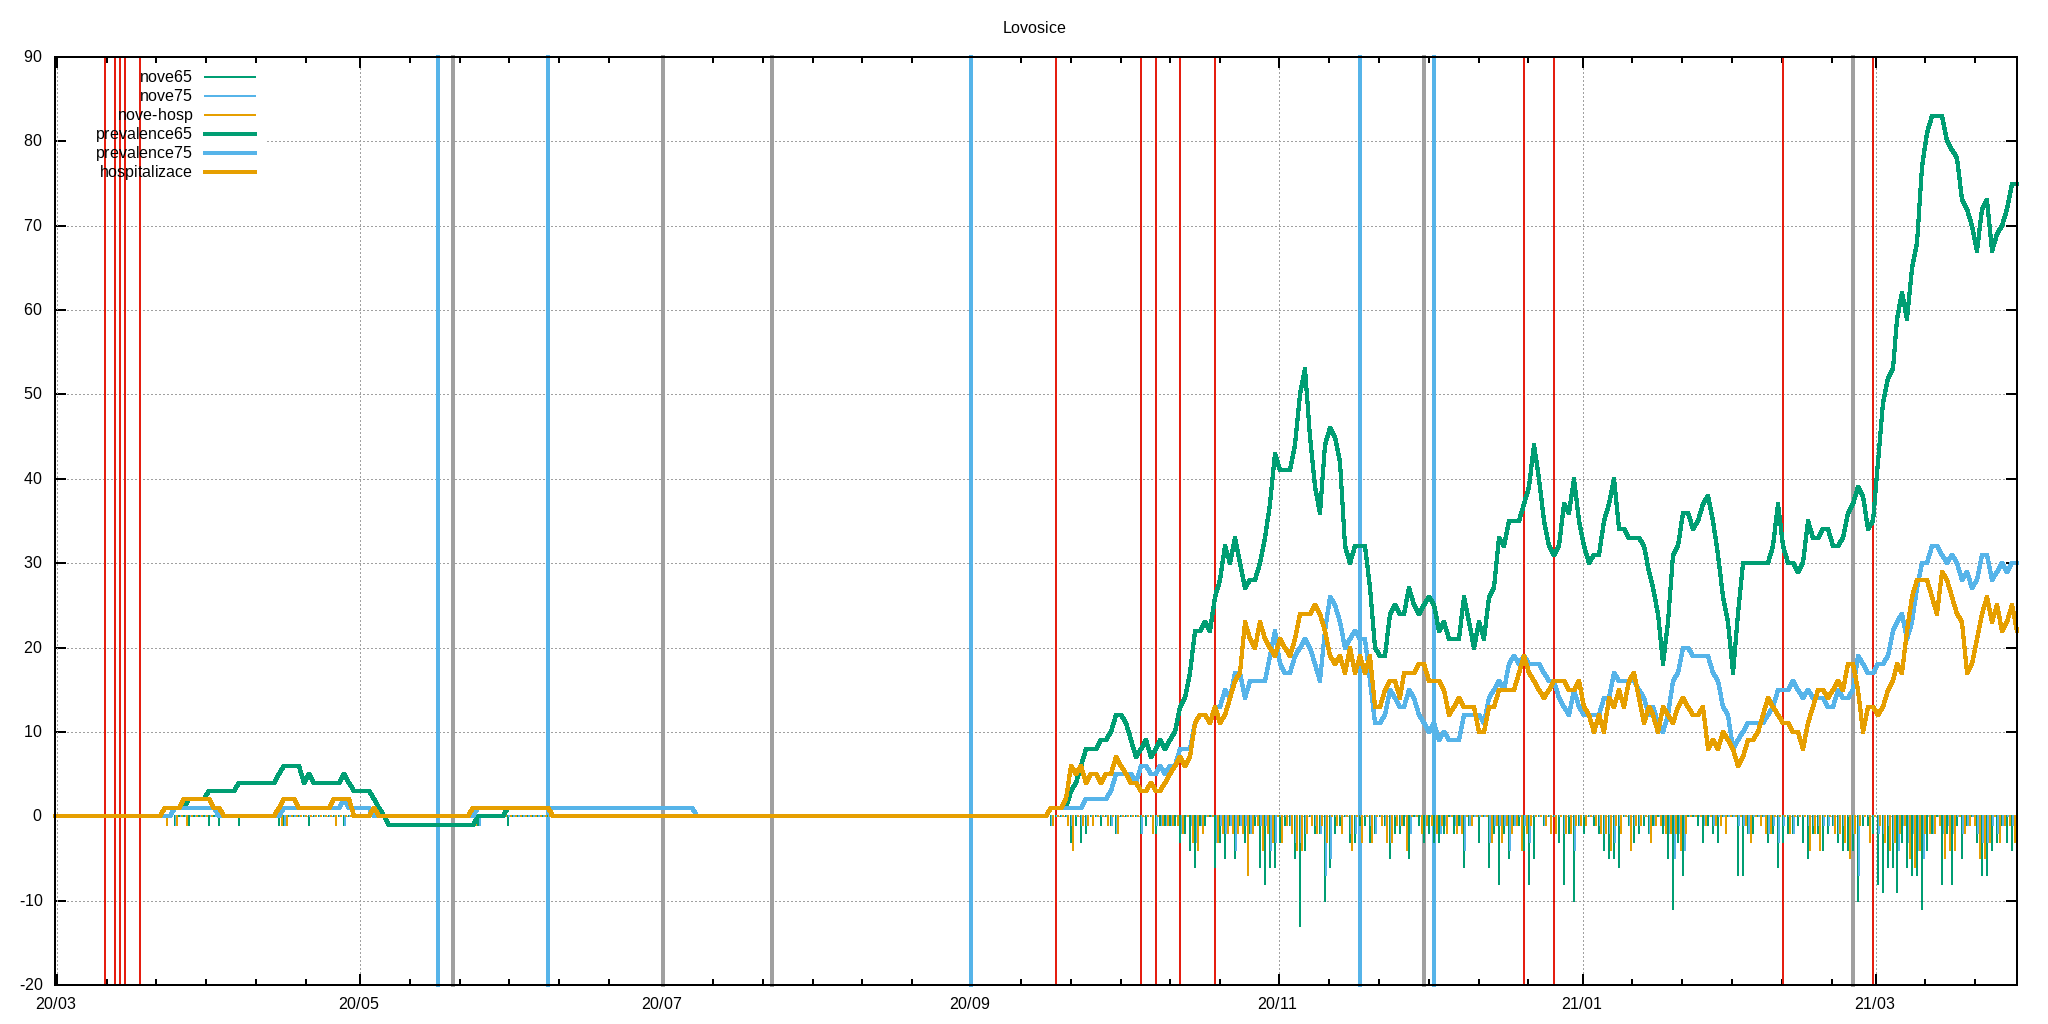 Lovosice
90
80
70
60
50
40
30
20
10
0
-10
-20
nove65
nove75
nove-hosp
prevalence65
prevalence75
hospitalizace
20/03 20/05 20/07 20/09 20/11 21/01 21/03